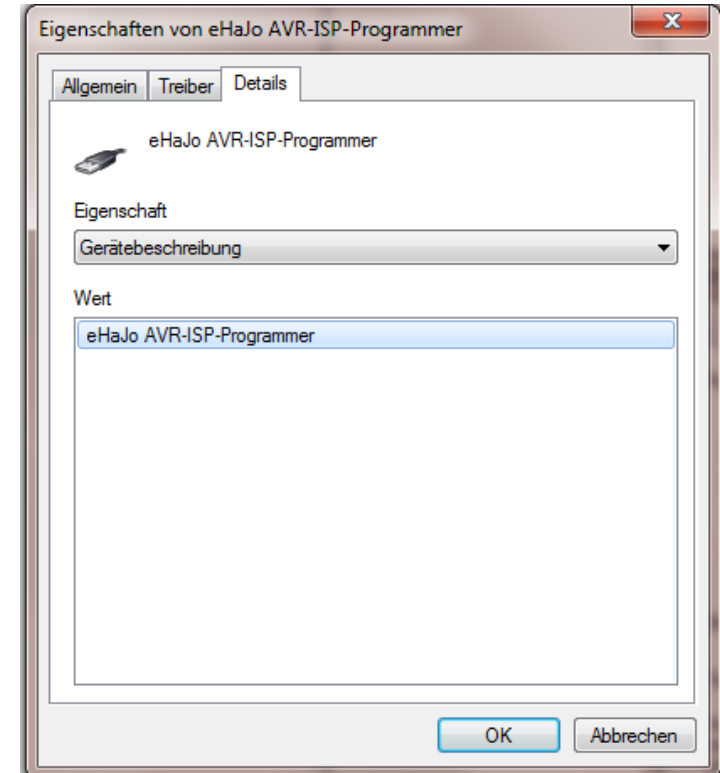 Eigenschaften von eHaJo AVR-ISP-Programmer
Allgemein Treiber Details
eHaJo AVR-ISP-Programmer
Eigenschaft
Gerätebeschreibung
Wert
eHaJo AVR-ISP-Programmer
OK Abbrechen